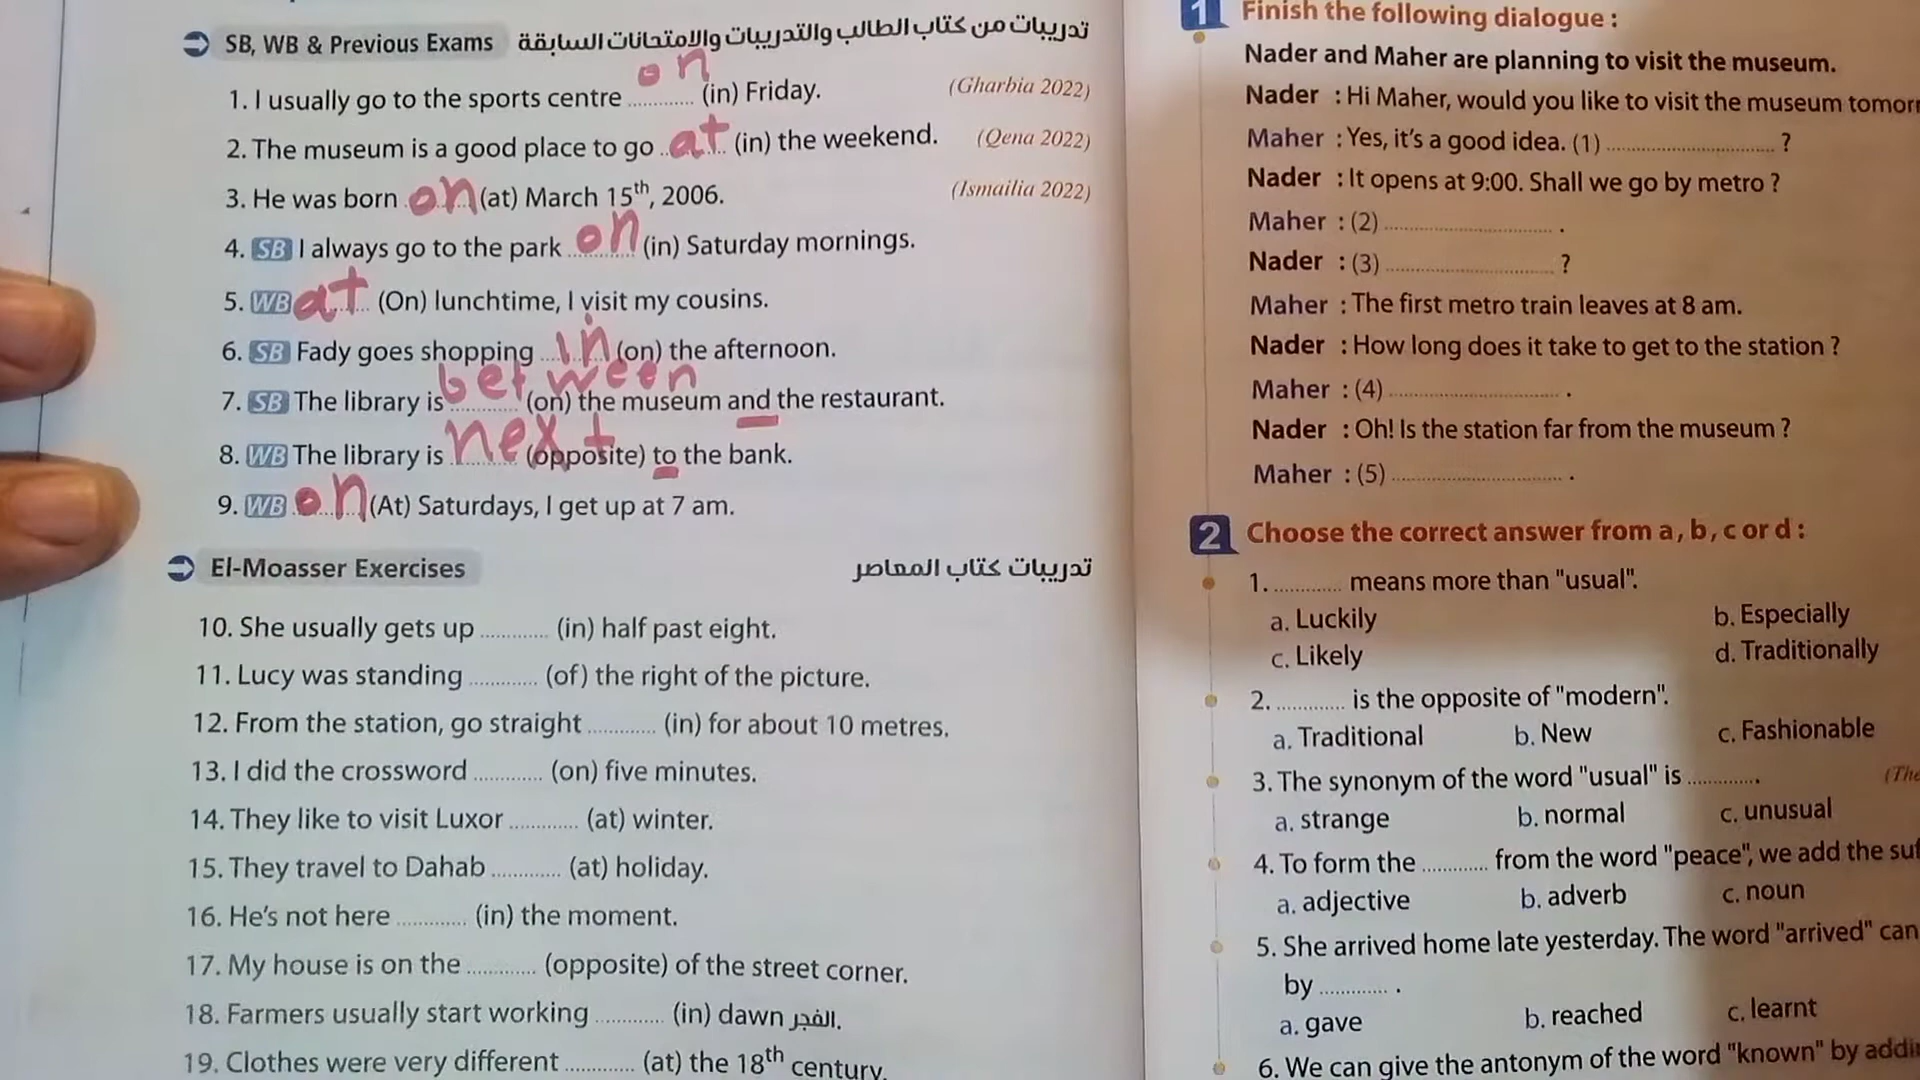 SB, WB & Previous Exams تدريبات من كتاب الطالب والتدريبات والامتحانات السابقة
1. I usually go to the sports centre ............ on (in) Friday. (Gharbia 2022)
2. The museum is a good place to go ............ at (in) the weekend. (Qena 2022)
3. He was born ............ on (at) March 15th, 2006. (Ismailia 2022)
4. SB I always go to the park ............ on (in) Saturday mornings.
5. WB ............ at (On) lunchtime, I visit my cousins.
6. SB Fady goes shopping ............ in (on) the afternoon.
7. SB The library is ............ between (on) the museum and the restaurant.
8. WB The library is ............ next (opposite) to the bank.
9. WB ............ on (At) Saturdays, I get up at 7 am.
El-Moasser Exercises تدريبات كتاب المعاصر
10. She usually gets up ............ (in) half past eight.
11. Lucy was standing ............ (of) the right of the picture.
12. From the station, go straight ............ (in) for about 10 metres.
13. I did the crossword ............ (on) five minutes.
14. They like to visit Luxor ............ (at) winter.
15. They travel to Dahab ............ (at) holiday.
16. He's not here ............ (in) the moment.
17. My house is on the ............ (opposite) of the street corner.
18. Farmers usually start working ............ (in) dawn الفجر.
19. Clothes were very different ............ (at) the 18th century.
1 Finish the following dialogue :
Nader and Maher are planning to visit the museum.
Nader : Hi Maher, would you like to visit the museum
Maher : Yes, it's a good idea. (1) .............................. ?
Nader : It opens at 9:00. Shall we go by metro ?
Maher : (2) .............................. .
Nader : (3) .............................. ?
Maher : The first metro train leaves at 8 am.
Nader : How long does it take to get to the station ?
Maher : (4) .............................. .
Nader : Oh! Is the station far from the museum ?
Maher : (5) .............................. .
2 Choose the correct answer from a, b, c or d :
1. ............ means more than "usual".
a. Luckily b. Especially
c. Likely d. Traditionally
2. ............ is the opposite of "modern".
a. Traditional b. New c. Fashionable
3. The synonym of the word "usual" is ............ .
a. strange b. normal c. unusual
4. To form the ............ from the word "peace", we add the
a. adjective b. adverb c. noun
5. She arrived home late yesterday. The word "arrived" can
by ............ .
a. gave b. reached c. learnt
6. We can give the antonym of the word "known" by